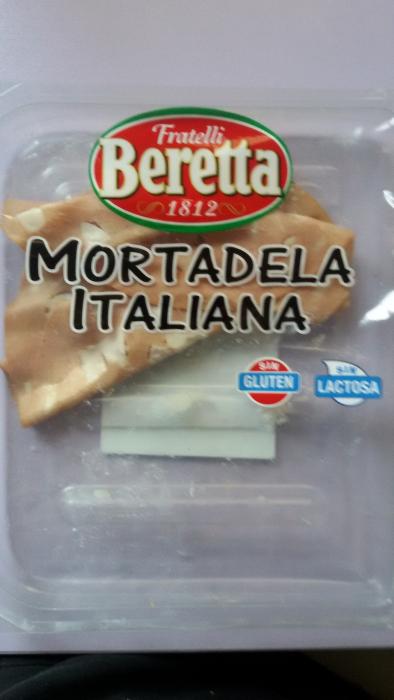 Fratelli
Beretta
1812
MORTADELA
ITALIANA
SIN
GLUTEN
SIN
LACTOSA